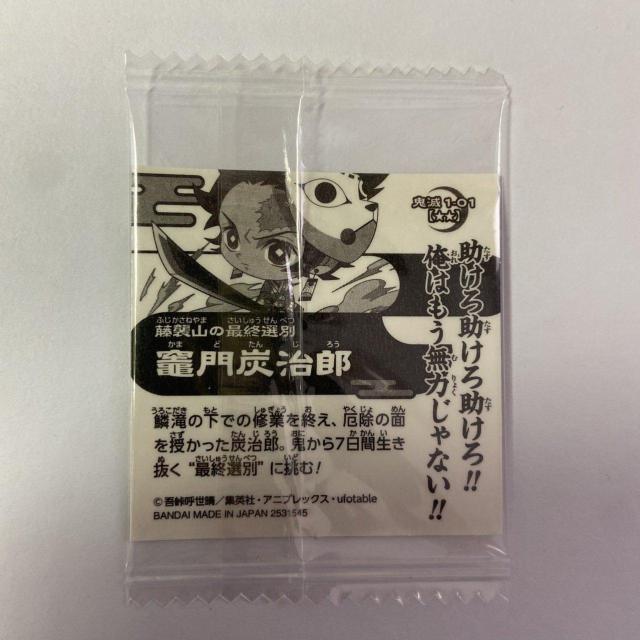 鬼滅 1-01
【★★】
助けろ助けろ助けろ!!
俺はもう無力じゃない!!
藤襲山の最終選別
竈門炭治郎
鱗滝の下での修業を終え、厄除の面
を授かった炭治郎。鬼から7日間生き
抜く“最終選別”に挑む!
©吾峠呼世晴/集英社・アニプレックス・ufotable
BANDAI MADE IN JAPAN 2531545